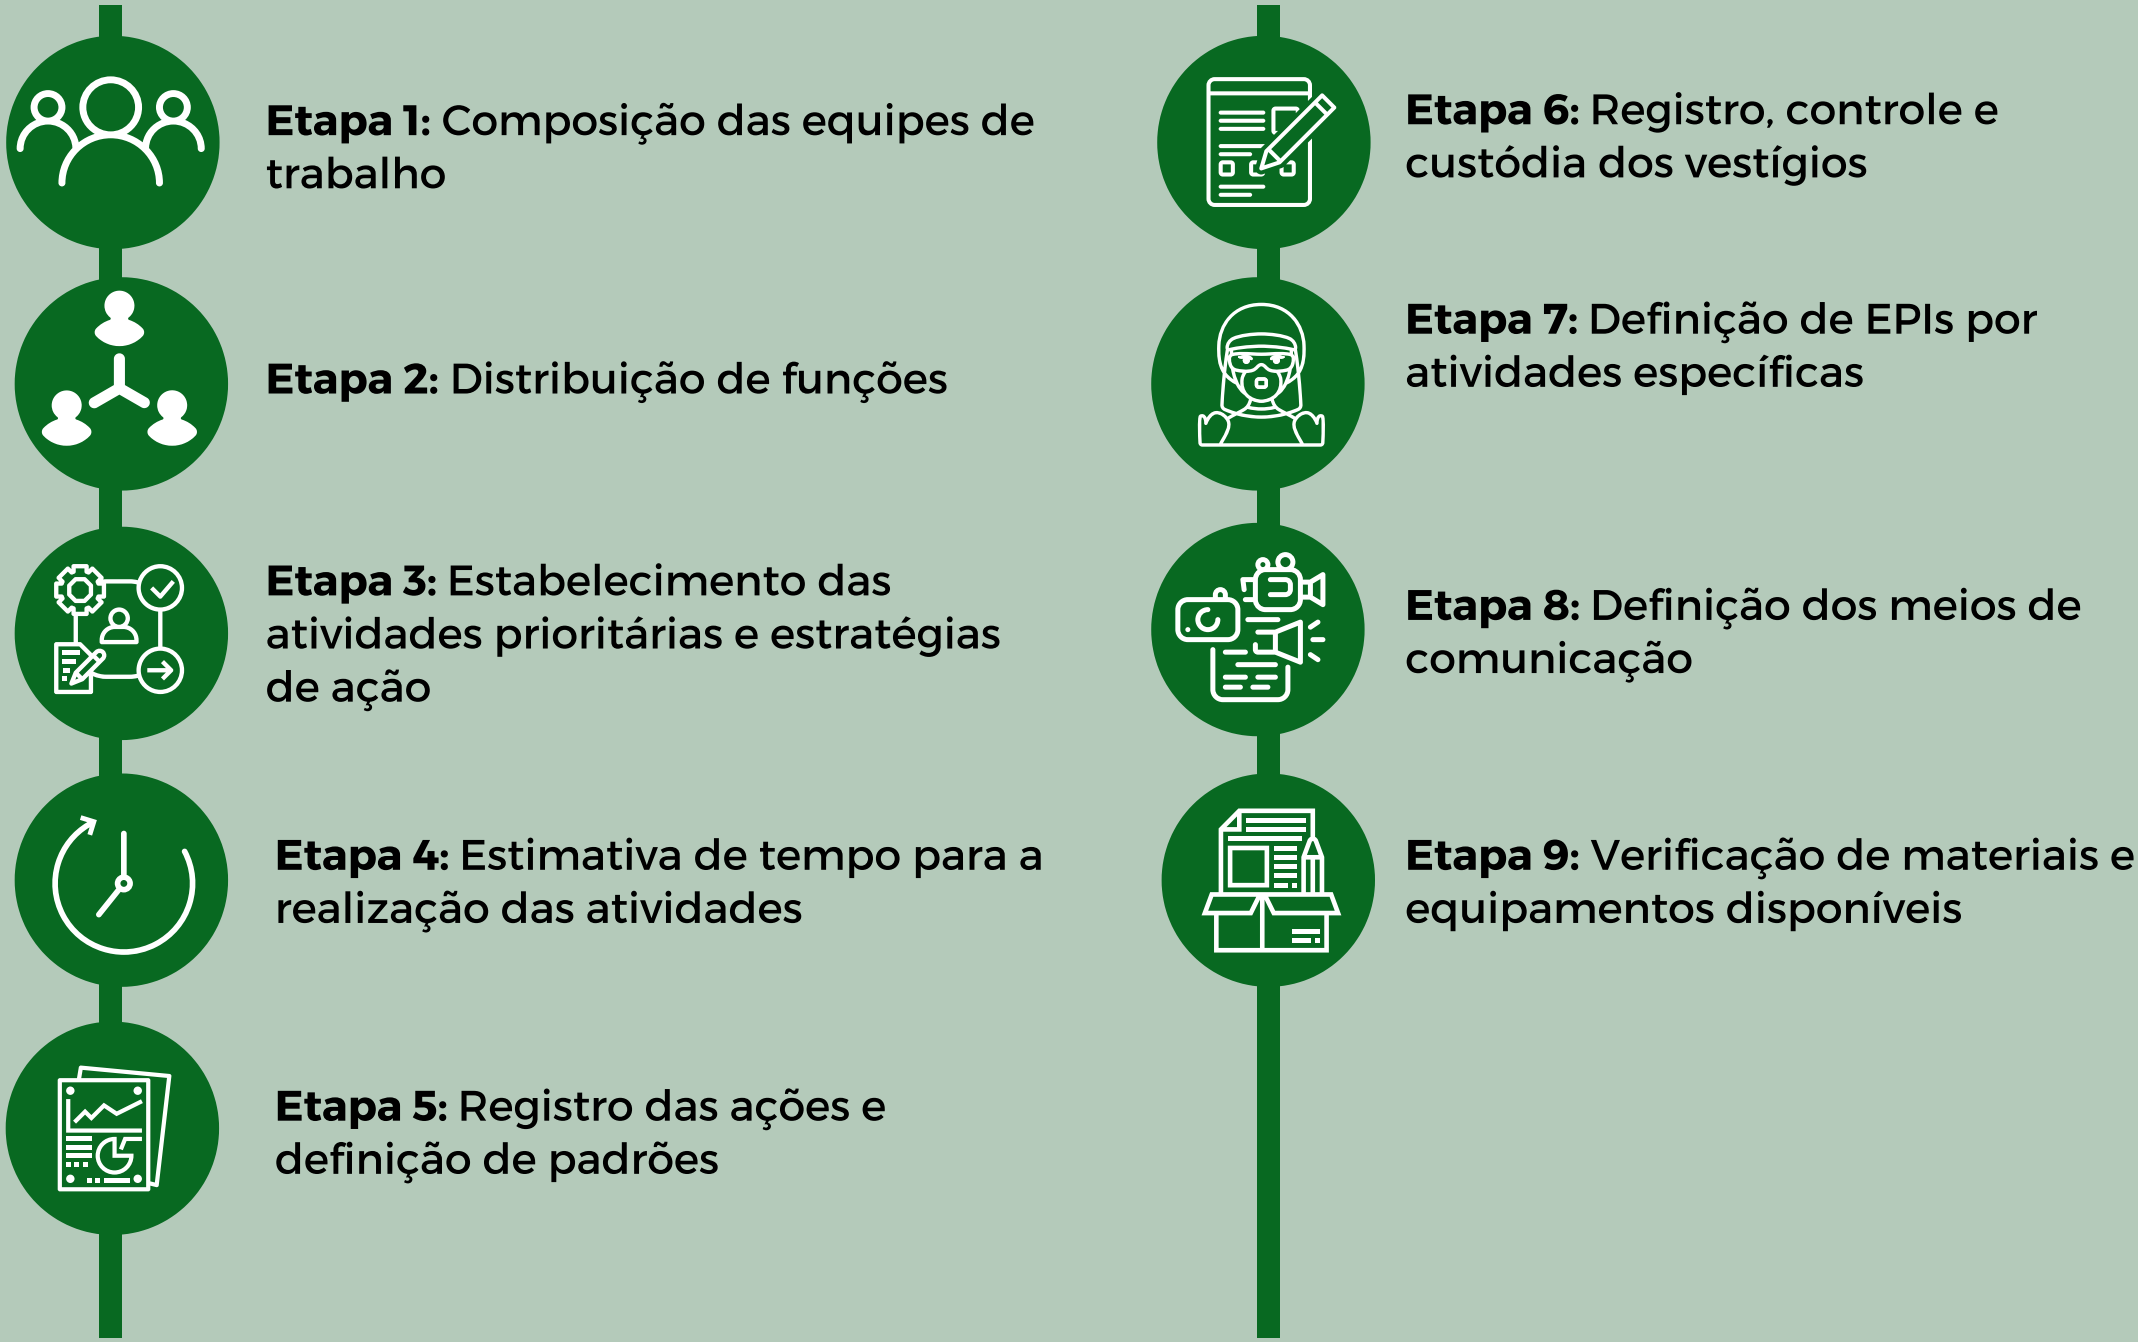 Etapa 1: Composição das equipes de
trabalho
Etapa 2: Distribuição de funções
Etapa 3: Estabelecimento das
atividades prioritárias e estratégias
de ação
Etapa 4: Estimativa de tempo para a
realização das atividades
Etapa 5: Registro das ações e
definição de padrões
Etapa 6: Registro, controle e
custódia dos vestígios
Etapa 7: Definição de EPIs por
atividades específicas
Etapa 8: Definição dos meios de
comunicação
Etapa 9: Verificação de materiais e
equipamentos disponíveis